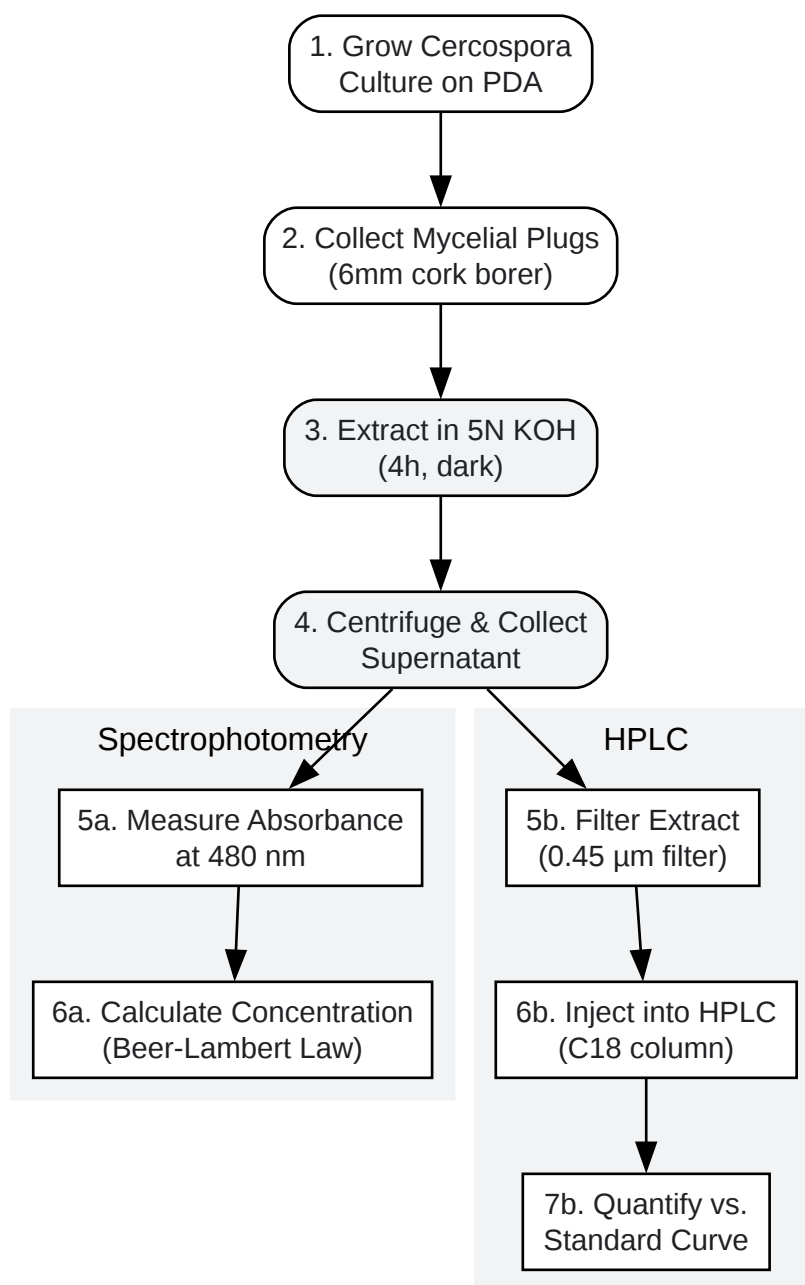 1. Grow Cercospora
Culture on PDA
2. Collect Mycelial Plugs
(6mm cork borer)
3. Extract in 5N KOH
(4h, dark)
4. Centrifuge & Collect
Supernatant
Spectrophotometry
5a. Measure Absorbance
at 480 nm
6a. Calculate Concentration
(Beer-Lambert Law)
HPLC
5b. Filter Extract
(0.45 µm filter)
6b. Inject into HPLC
(C18 column)
7b. Quantify vs.
Standard Curve